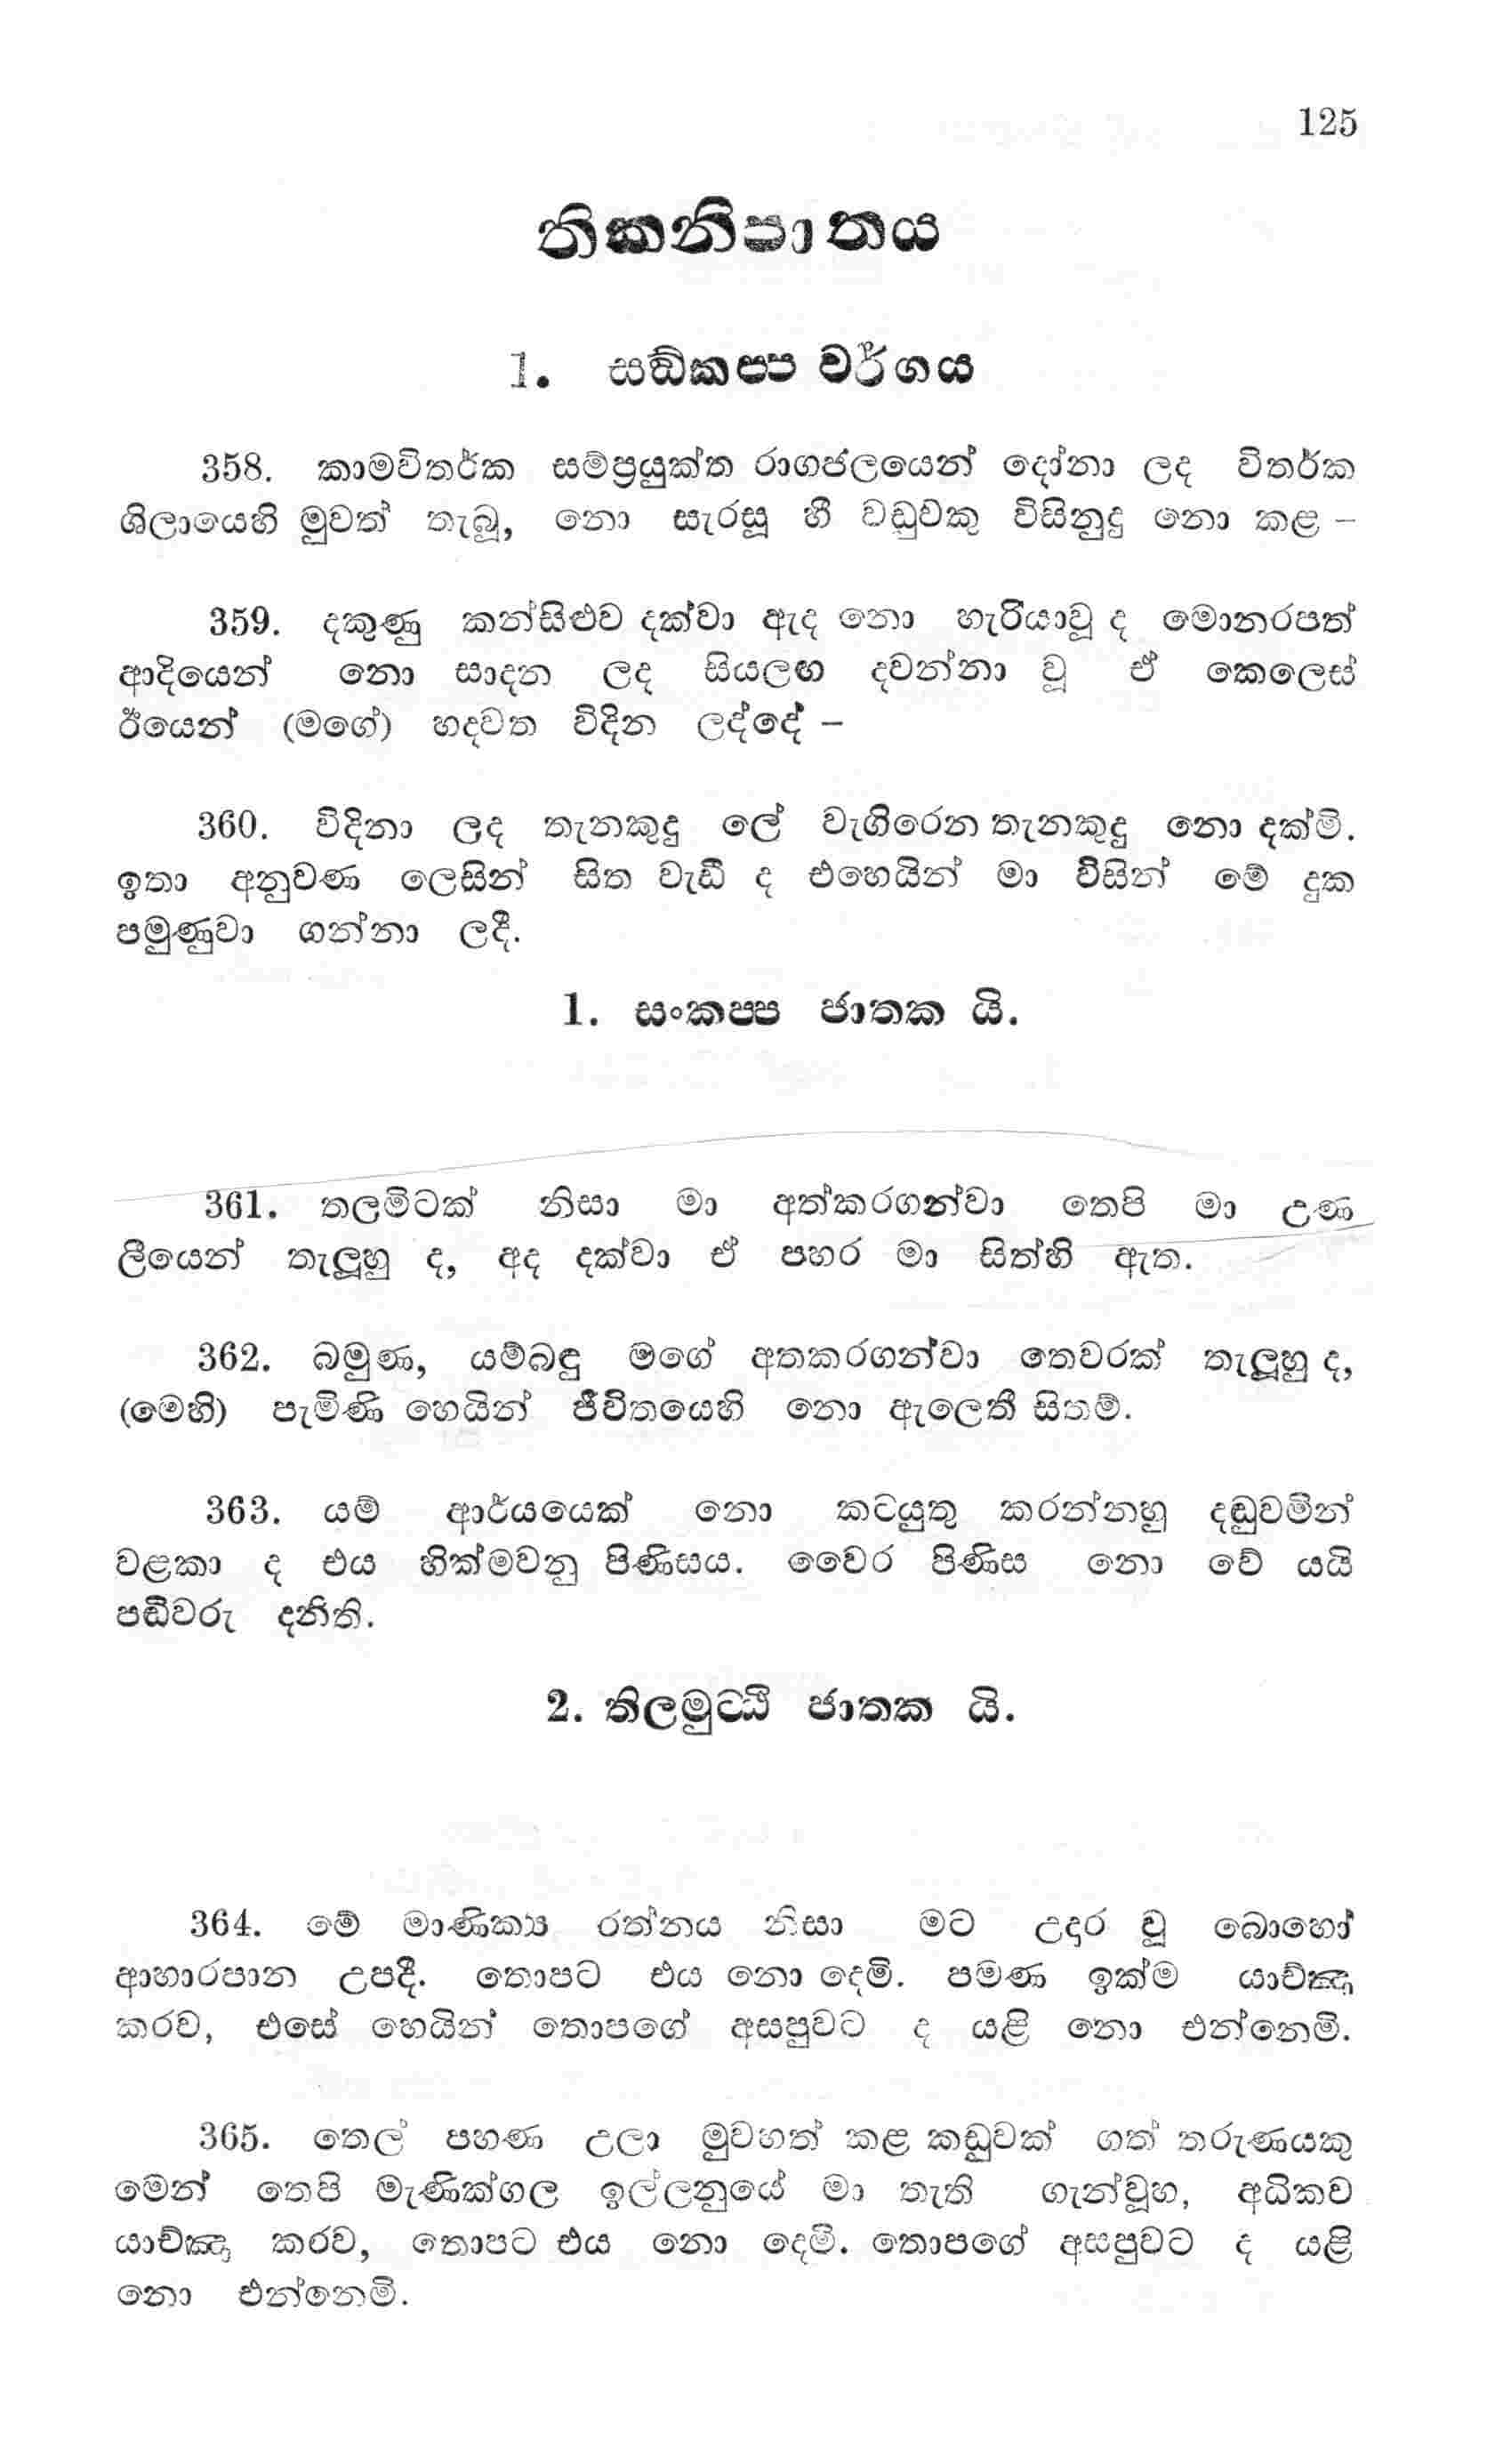 125
තිකනිපාතය
1. සඞ්කප්ප වර්ගය
358. කාමවිතර්ක සම්ප්‍රයුක්ත රාගජලයෙන් දෝනා ලද විතර්ක
ශිලායෙහි මුවත් තැබූ, නො සැරසූ හී වඩුවකු විසිනුදු නො කළ –
359. දකුණු කන්සිළුව දක්වා ඇද නො හැරියාවූ ද මොනරපත්
ආදියෙන් නො සාදන ලද සියලඟ දවන්නා වූ ඒ කෙලෙස්
ඊයෙන් (මගේ) හදවත විදින ලද්දේ –
360. විදිනා ලද තැනකුදු ලේ වැගිරෙන තැනකුදු නො දක්මි.
ඉතා අනුවණ ලෙසින් සිත වැඩී ද එහෙයින් මා විසින් මේ දුක
පමුණුවා ගන්නා ලදී.
1. සංකප්ප ජාතක යි.
361. තලමිටක් නිසා මා අත්කරගන්වා තෙපි මා උණ
ලීයෙන් තැලූහු ද, අද දක්වා ඒ පහර මා සිත්හි ඇත.
362. බමුණ, යම්බඳු මගේ අතකරගන්වා තෙවරක් තැලූහු ද,
(මෙහි) පැමිණි හෙයින් ජීවිතයෙහි නො ඇලෙතී සිතම්.
363. යම් ආර්යයෙක් නො කටයුතු කරන්නහු දඬුවමින්
වළකා ද එය හික්මවනු පිණිසය. වෛර පිණිස නො වේ යයි
පඬිවරු දනිති.
2. තිලමුට්ඨි ජාතක යි.
364. මේ මාණික්‍ය රත්නය නිසා මට උදාර වූ බොහෝ
ආහාරපාන උපදී. තොපට එය නො දෙමි. පමණ ඉක්ම යාච්ඤා
කරව, එසේ හෙයින් තොපගේ අසපුවට ද යළි නො එන්නෙමි.
365. තෙල් පහණ උලා මුවහත් කළ කඩුවක් ගත් තරුණයකු
මෙන් තෙපි මැණික්ගල ඉල්ලනුයේ මා තැති ගැන්වූහ, අධිකව
යාච්ඤා කරව, තොපට එය නො දෙමි. තොපගේ අසපුවට ද යළි
නො එන්නෙමි.